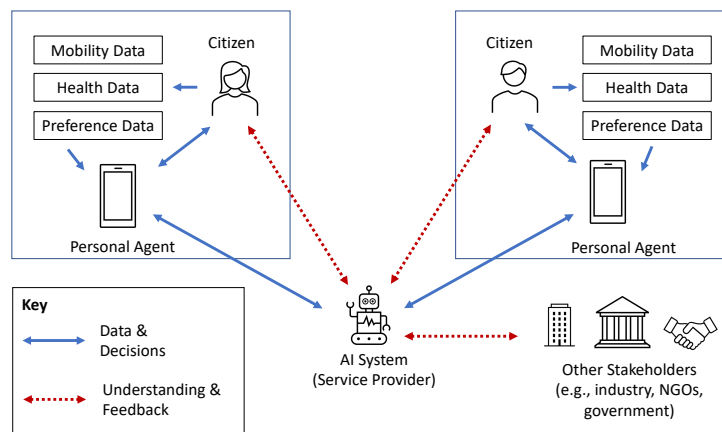 Mobility Data
Health Data
Preference Data
Citizen
Personal Agent
Citizen
Mobility Data
Health Data
Preference Data
Personal Agent
Key
Data &
Decisions
Understanding &
Feedback
AI System
(Service Provider)
Other Stakeholders
(e.g., industry, NGOs,
government)